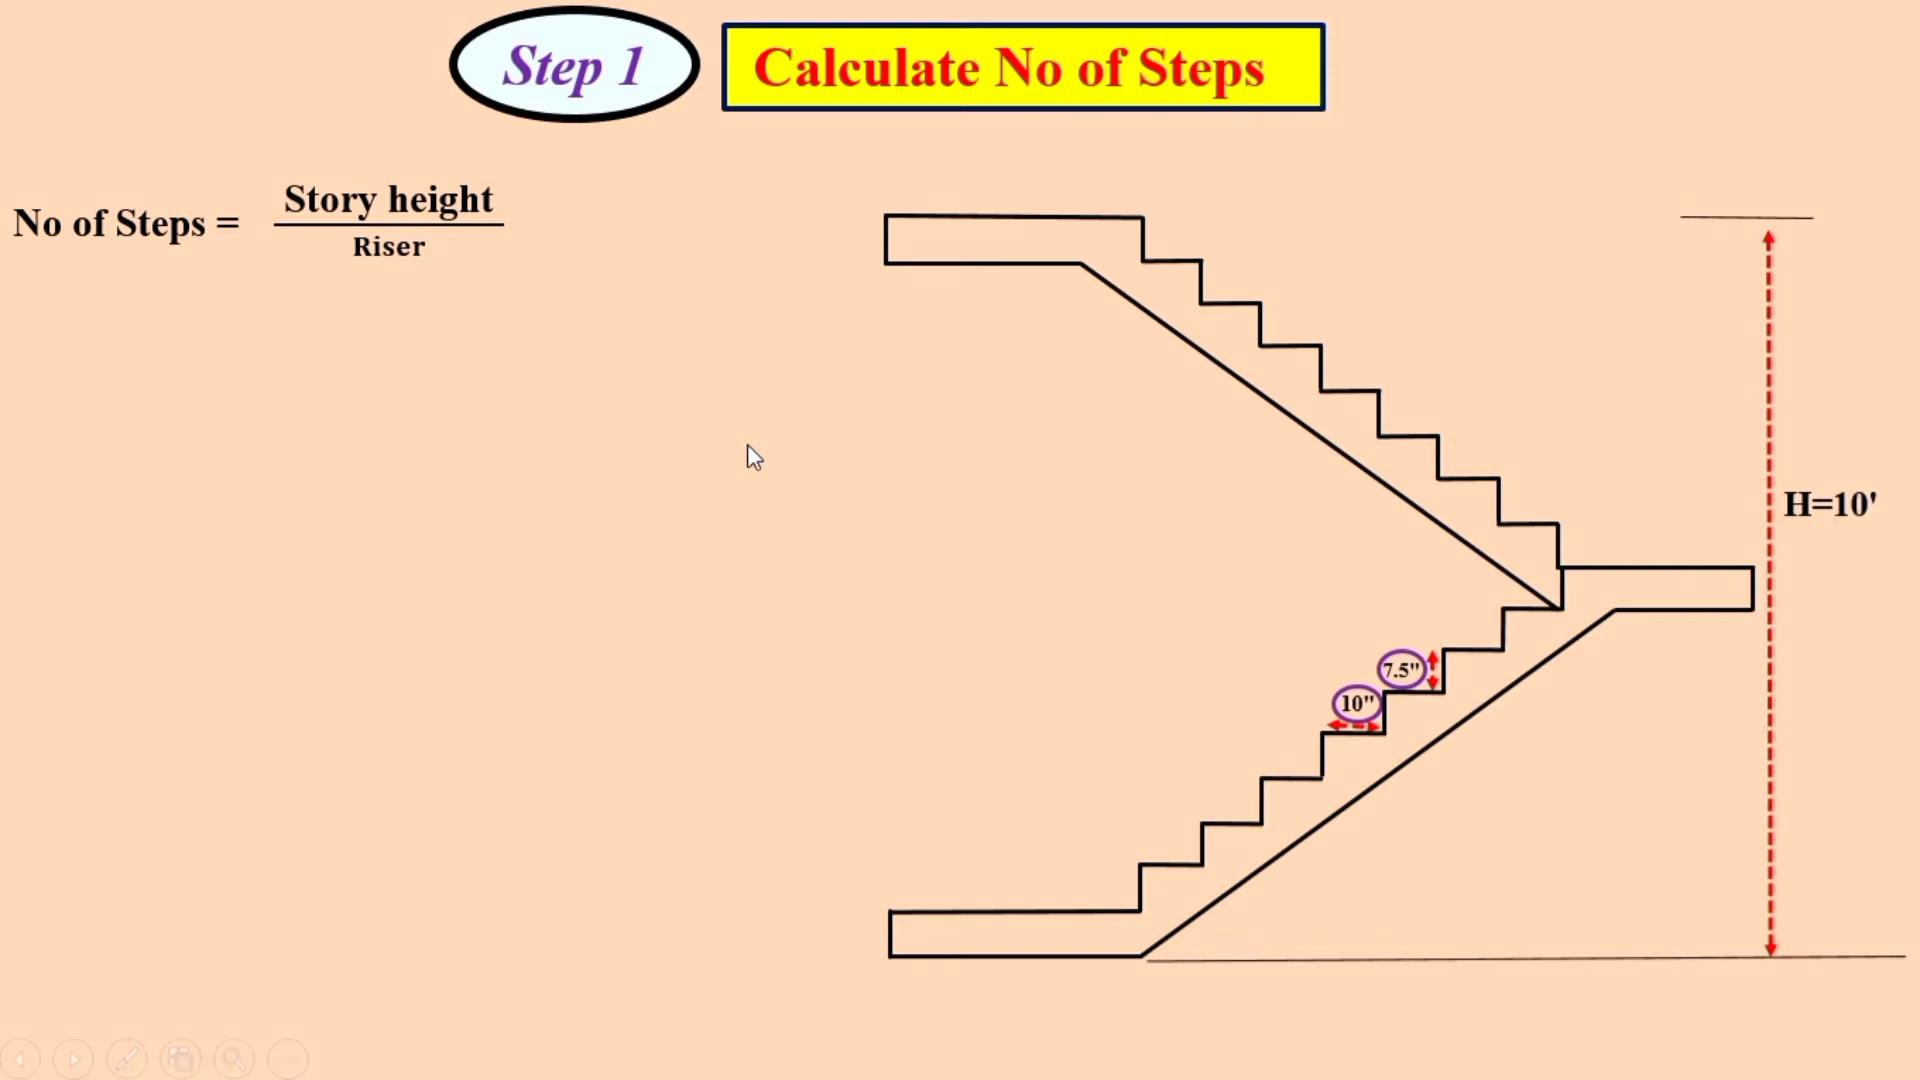 Step 1
Calculate No of Steps
No of Steps = Story height
Riser
H=10'
7.5"
10"